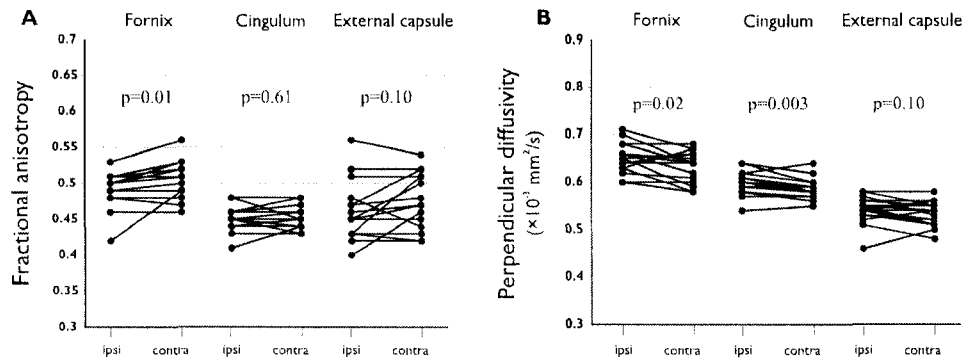 A Fornix Cingulum External capsule
0.7
0.65
0.6
0.55
0.5
0.45
0.4
0.35
0.3
Fractional anisotropy
p=0.01 p=0.61 p=0.10
ipsi contra ipsi contra ipsi contra
B Fornix Cingulum External capsule
0.9
0.8
0.7
0.6
0.5
0.4
0.3
Perpendicular diffusivity
(×10⁻³ mm²/s)
p=0.02 p=0.003 p=0.10
ipsi contra ipsi contra ipsi contra